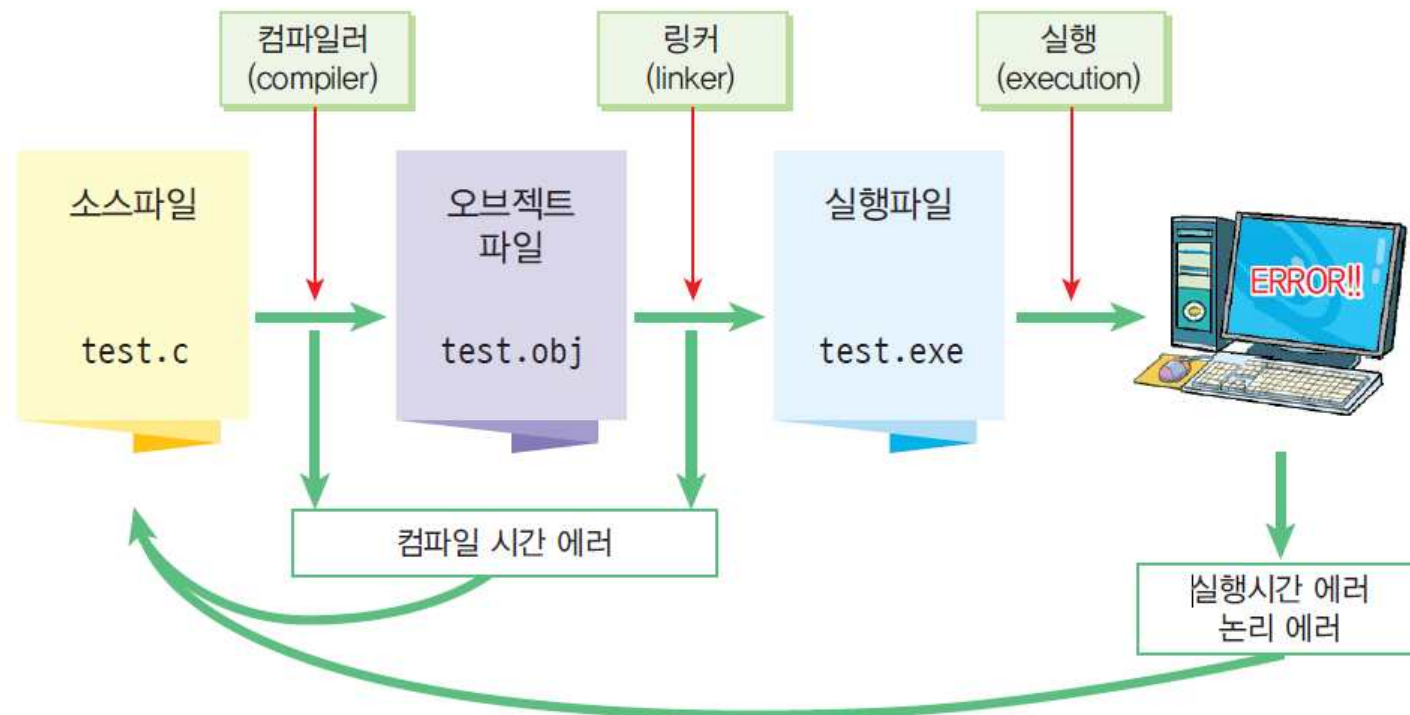 컴파일러
(compiler)
링커
(linker)
실행
(execution)
소스파일
test.c
오브젝트
파일
test.obj
실행파일
test.exe
ERROR!!
컴파일 시간 에러
실행시간 에러
논리 에러